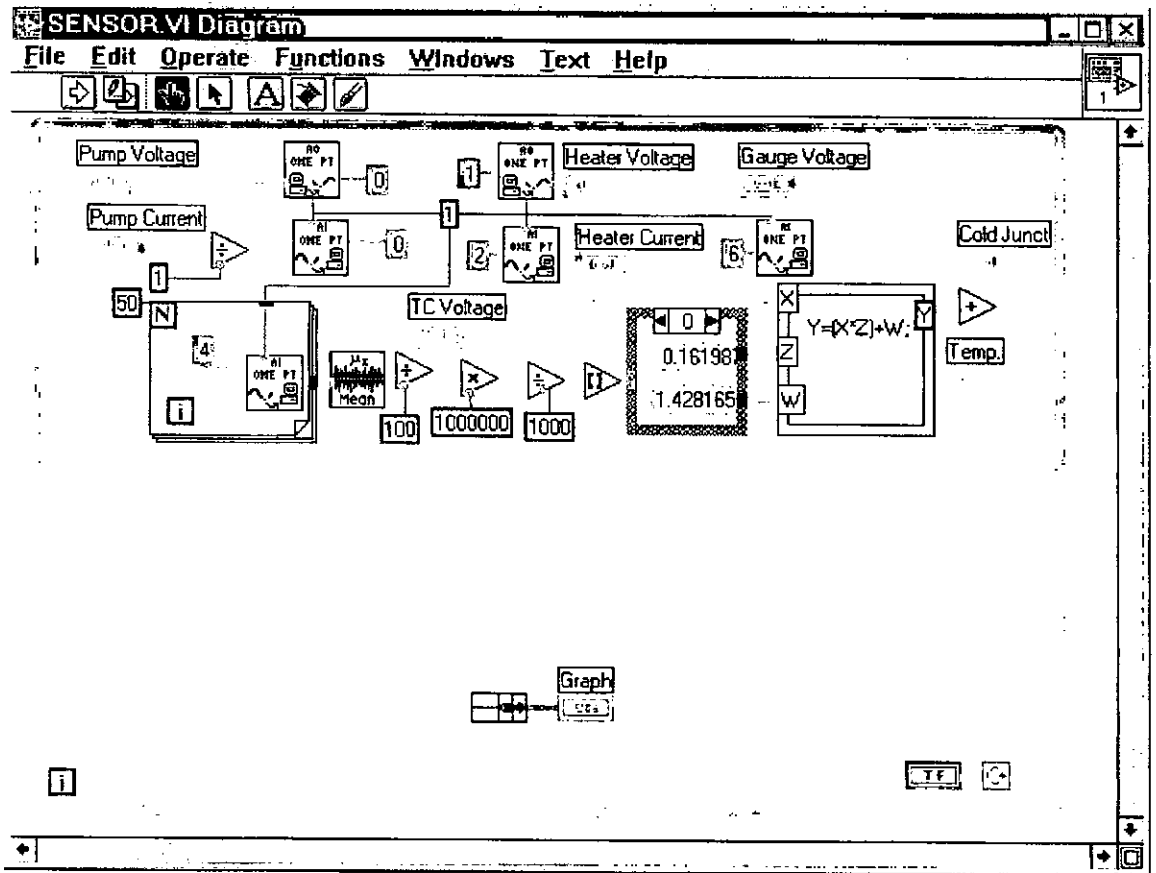 SENSOR.VI Diagram
File Edit Operate Functions Windows Text Help
A
1
Pump Voltage
AO
ONE PT
0
1
AO
ONE PT
Heater Voltage
Gauge Voltage
Pump Current
1
AI
ONE PT
0
2
AI
ONE PT
Heater Current
6
AI
ONE PT
Cold Junct
÷
1
50
N
4
AI
ONE PT
i
TC Voltage
μx
Mean
÷
100
×
1000000
÷
1000
[]
0
0.161981
1.428165
X
Z
W
Y=(X*Z)+W;
Y
+
Temp.
Graph
i
TF